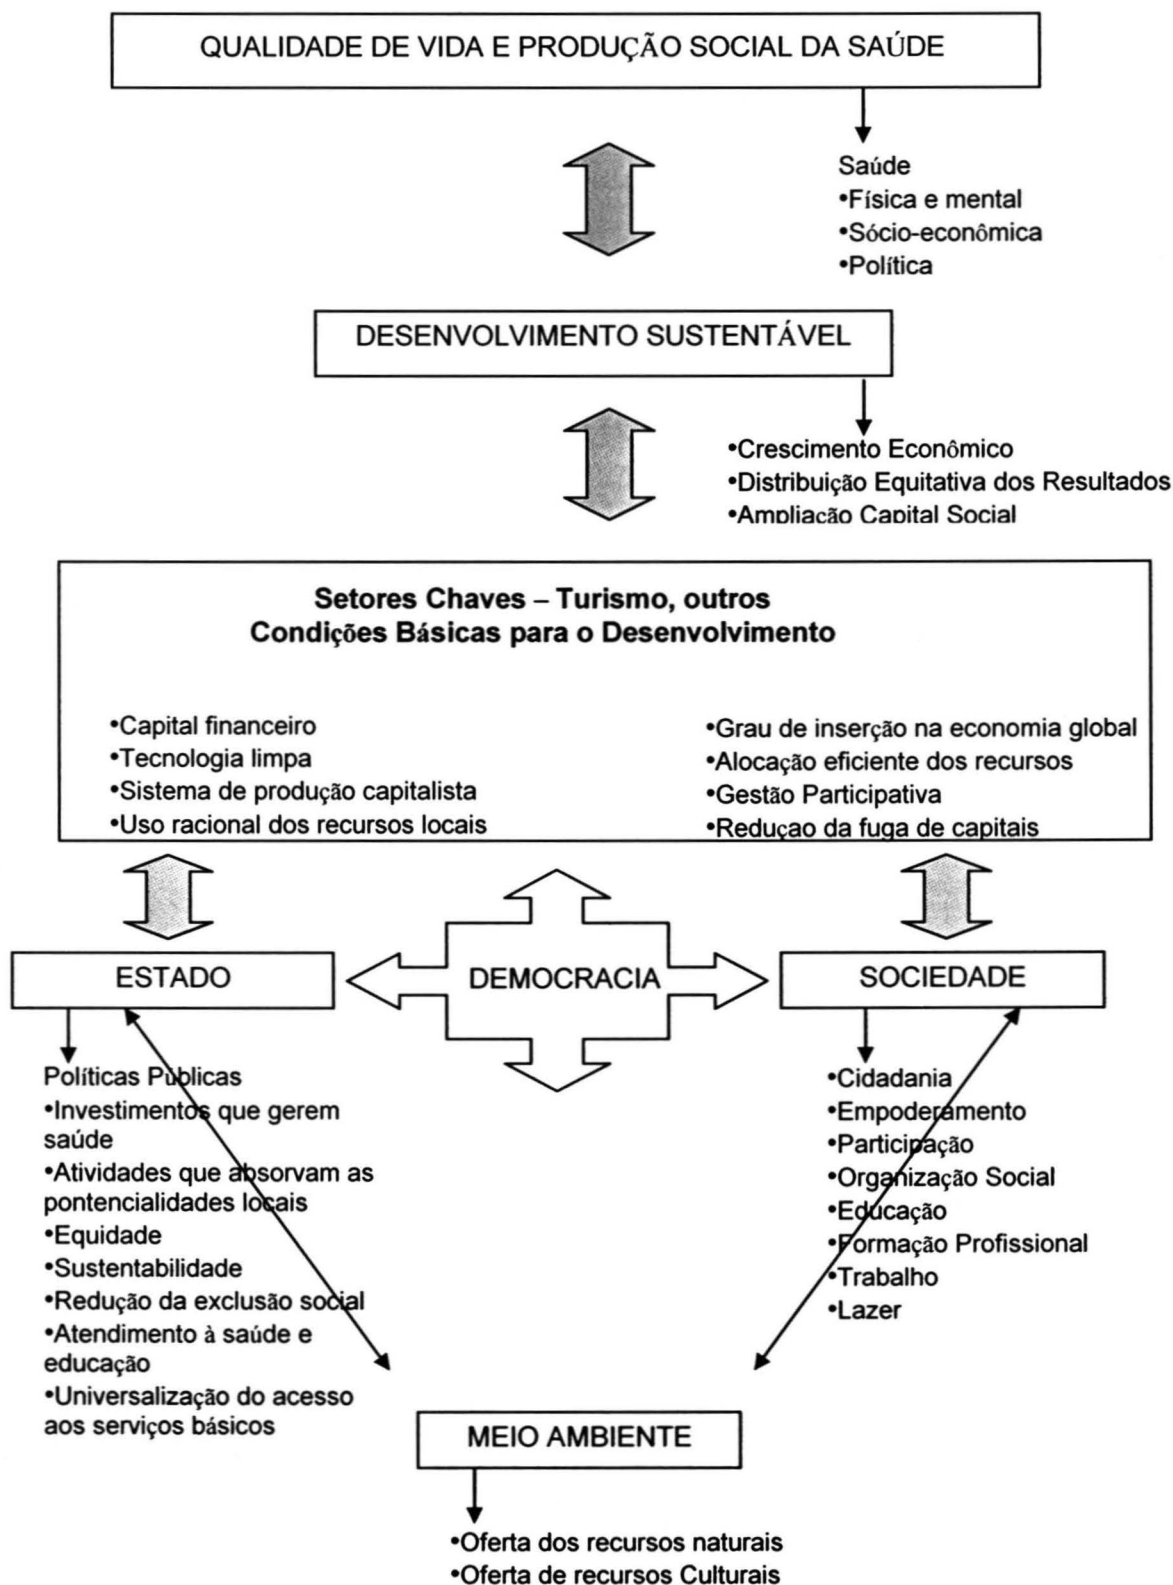 QUALIDADE DE VIDA E PRODUÇÃO SOCIAL DA SAÚDE
Saúde
•Física e mental
•Sócio-econômica
•Política
DESENVOLVIMENTO SUSTENTÁVEL
•Crescimento Econômico
•Distribuição Equitativa dos Resultados
•Ampliação Capital Social
Setores Chaves – Turismo, outros
Condições Básicas para o Desenvolvimento
•Capital financeiro
•Tecnologia limpa
•Sistema de produção capitalista
•Uso racional dos recursos locais
•Grau de inserção na economia global
•Alocação eficiente dos recursos
•Gestão Participativa
•Reduçao da fuga de capitais
ESTADO
DEMOCRACIA
SOCIEDADE
Políticas Públicas
•Investimentos que gerem
saúde
•Atividades que absorvam as
pontencialidades locais
•Equidade
•Sustentabilidade
•Redução da exclusão social
•Atendimento à saúde e
educação
•Universalização do acesso
aos serviços básicos
•Cidadania
•Empoderamento
•Participação
•Organização Social
•Educação
•Formação Profissional
•Trabalho
•Lazer
MEIO AMBIENTE
•Oferta dos recursos naturais
•Oferta de recursos Culturais